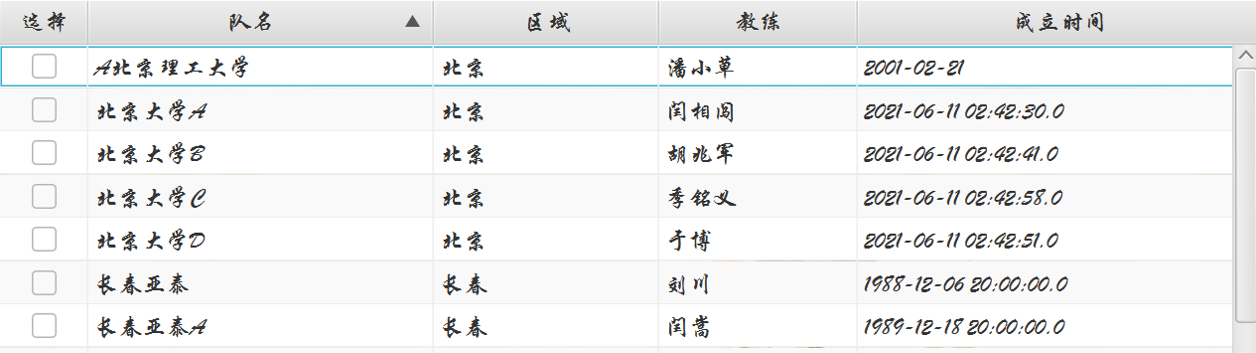 选择 队名 ▲ 区域 教练 成立时间
A北京理工大学 北京 潘小草 2001-02-21
北京大学A 北京 闫相闯 2021-06-11 02:42:30.0
北京大学B 北京 胡兆军 2021-06-11 02:42:41.0
北京大学C 北京 季铭义 2021-06-11 02:42:58.0
北京大学D 北京 于博 2021-06-11 02:42:51.0
长春亚泰 长春 刘川 1988-12-06 20:00:00.0
长春亚泰A 长春 闫嵩 1989-12-18 20:00:00.0